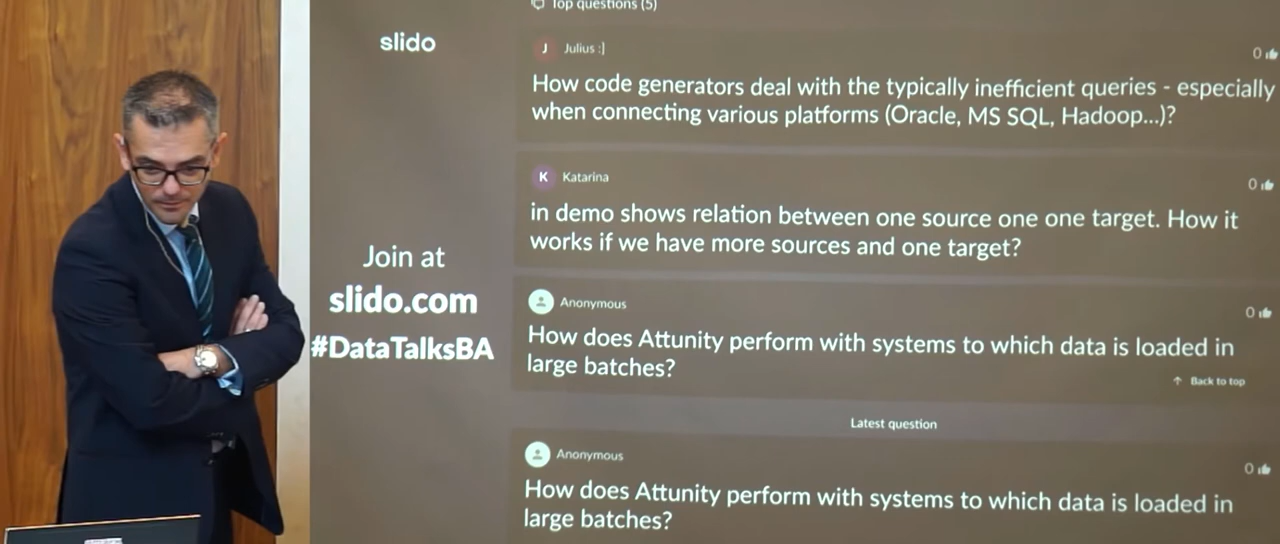 Top questions (5)
slido
J Julius :]
0
How code generators deal with the typically inefficient queries - especially
when connecting various platforms (Oracle, MS SQL, Hadoop...)?
K Katarina
0
in demo shows relation between one source one one target. How it
works if we have more sources and one target?
Join at
slido.com
#DataTalksBA
Anonymous
0
How does Attunity perform with systems to which data is loaded in
large batches?
Back to top
Latest question
Anonymous
0
How does Attunity perform with systems to which data is loaded in
large batches?